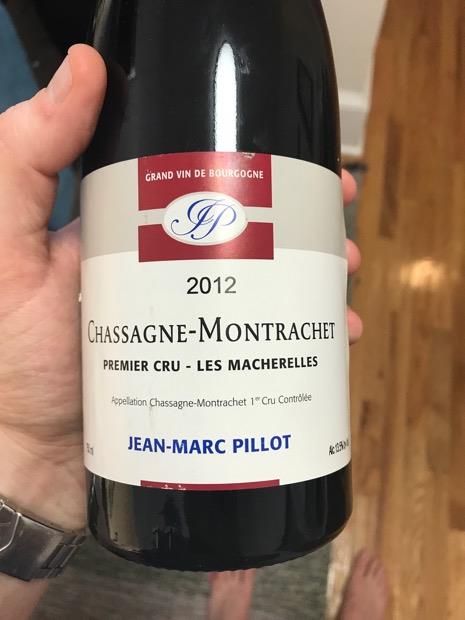 GRAND VIN DE BOURGOGNE
JP
2012
CHASSAGNE-MONTRACHET
PREMIER CRU - LES MACHERELLES
Appellation Chassagne-Montrachet 1er Cru Contrôlée
JEAN-MARC PILLOT